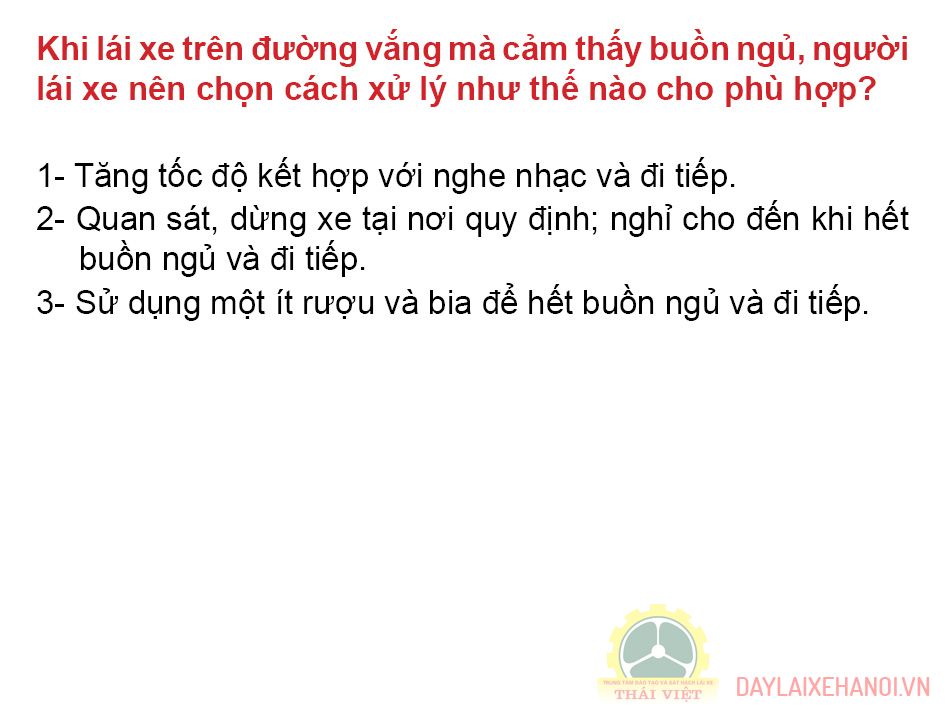 Khi lái xe trên đường vắng mà cảm thấy buồn ngủ, người
lái xe nên chọn cách xử lý như thế nào cho phù hợp?
1- Tăng tốc độ kết hợp với nghe nhạc và đi tiếp.
2- Quan sát, dừng xe tại nơi quy định; nghỉ cho đến khi hết
buồn ngủ và đi tiếp.
3- Sử dụng một ít rượu và bia để hết buồn ngủ và đi tiếp.
TRUNG TÂM ĐÀO TẠO VÀ SÁT HẠCH LÁI XE
THÁI VIỆT
DAYLAIXEHANOI.VN